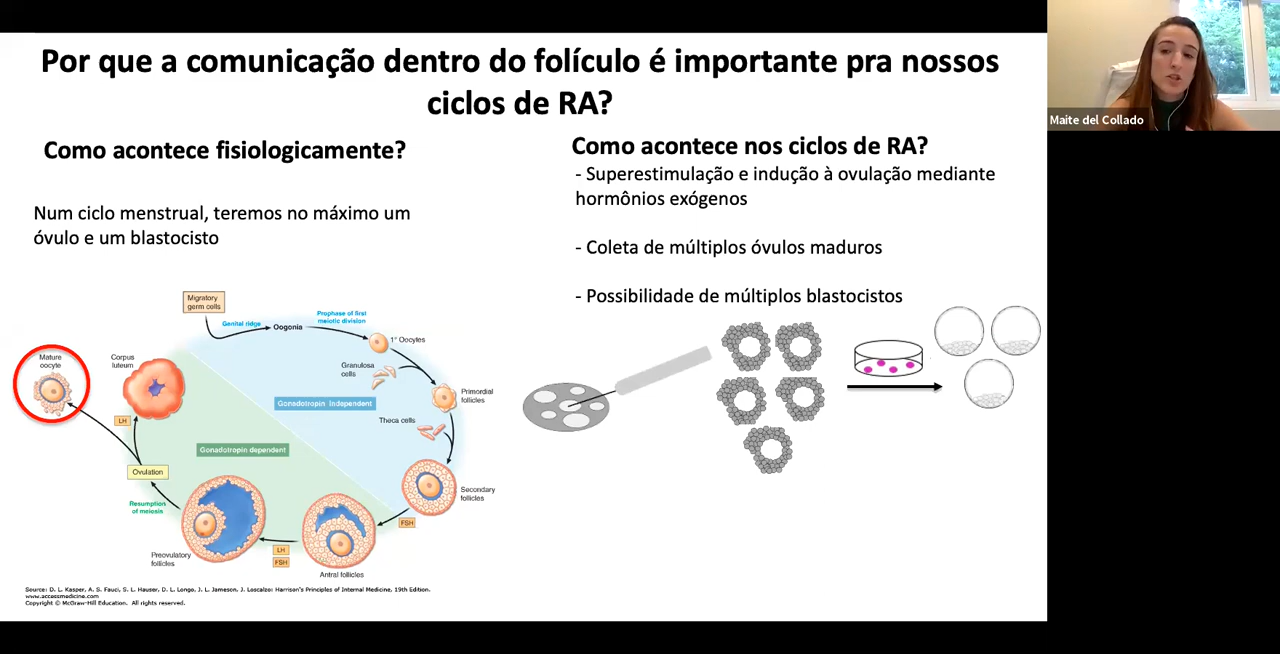 Por que a comunicação dentro do folículo é importante pra nossos
ciclos de RA?
Maite del Collado
Como acontece fisiologicamente?
Num ciclo menstrual, teremos no máximo um
óvulo e um blastocisto
Como acontece nos ciclos de RA?
- Superestimulação e indução à ovulação mediante
hormônios exógenos
- Coleta de múltiplos óvulos maduros
- Possibilidade de múltiplos blastocistos
Migratory
germ cells
Genital ridge
Oogonia
Prophase of first
meiotic division
1° Oocytes
Granulosa
cells
Primordial
follicles
Theca cells
Gonadotropin independent
Gonadotropin dependent
Mature
oocyte
Corpus
luteum
LH
Ovulation
Resumption
of meiosis
Preovulatory
follicles
LH
FSH
Antral follicles
FSH
Secondary
follicles
Source: D. L. Kasper, A. S. Fauci, S. L. Hauser, D. L. Longo, J. L. Jameson, J. Loscalzo: Harrison's Principles of Internal Medicine, 19th Edition.
www.accessmedicine.com
Copyright © McGraw-Hill Education. All rights reserved.